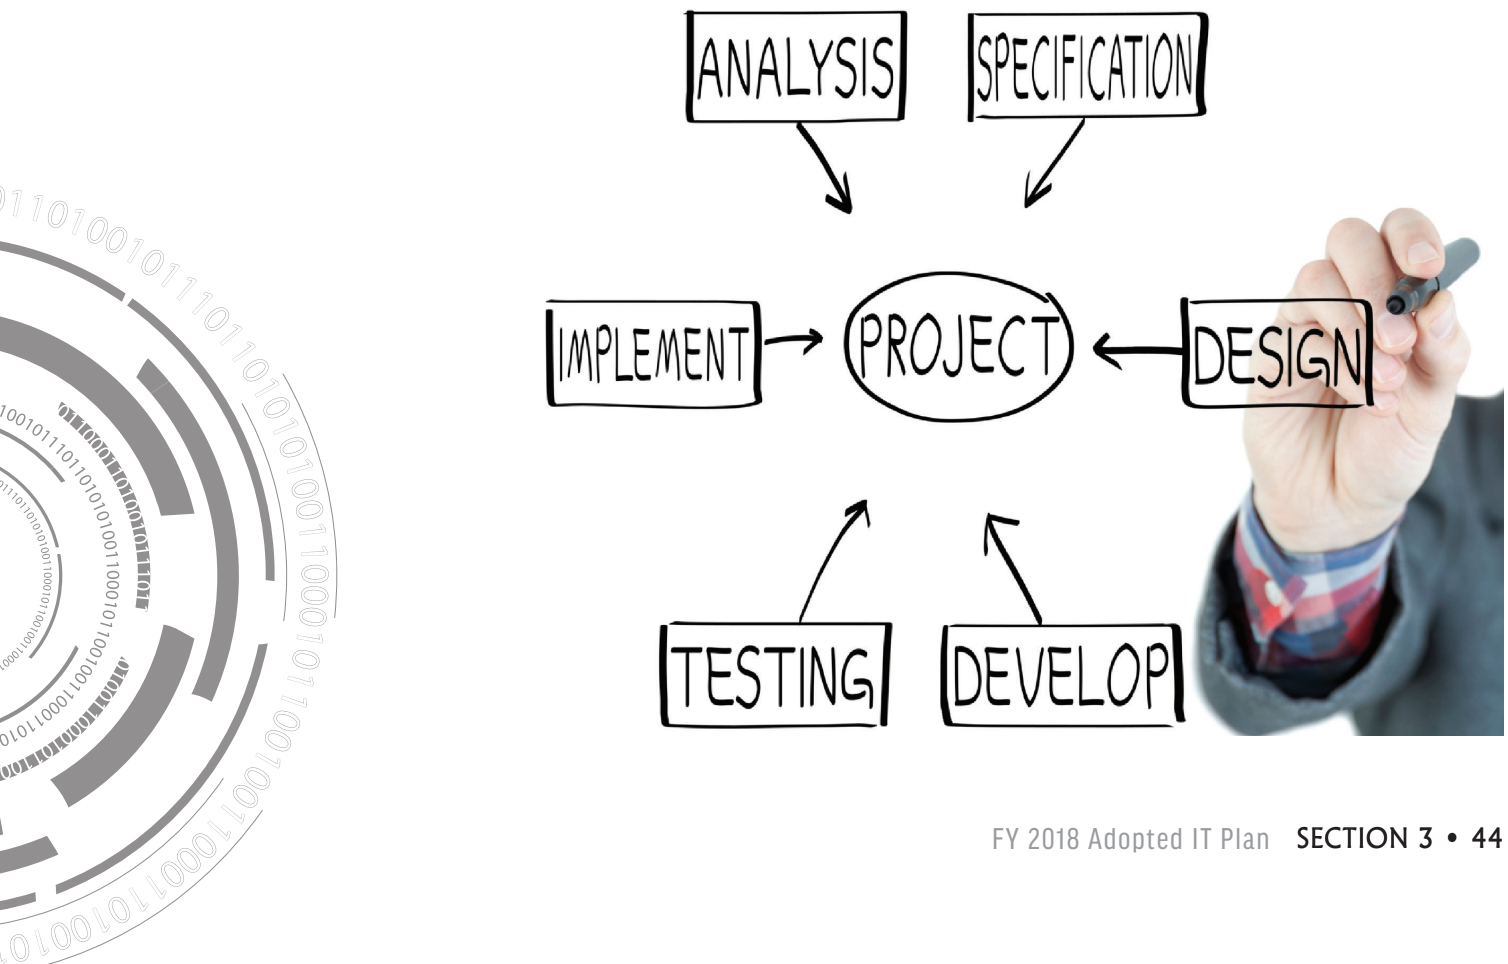 ANALYSIS
SPECIFICATION
IMPLEMENT
PROJECT
DESIGN
TESTING
DEVELOP
FY 2018 Adopted IT Plan SECTION 3 • 44